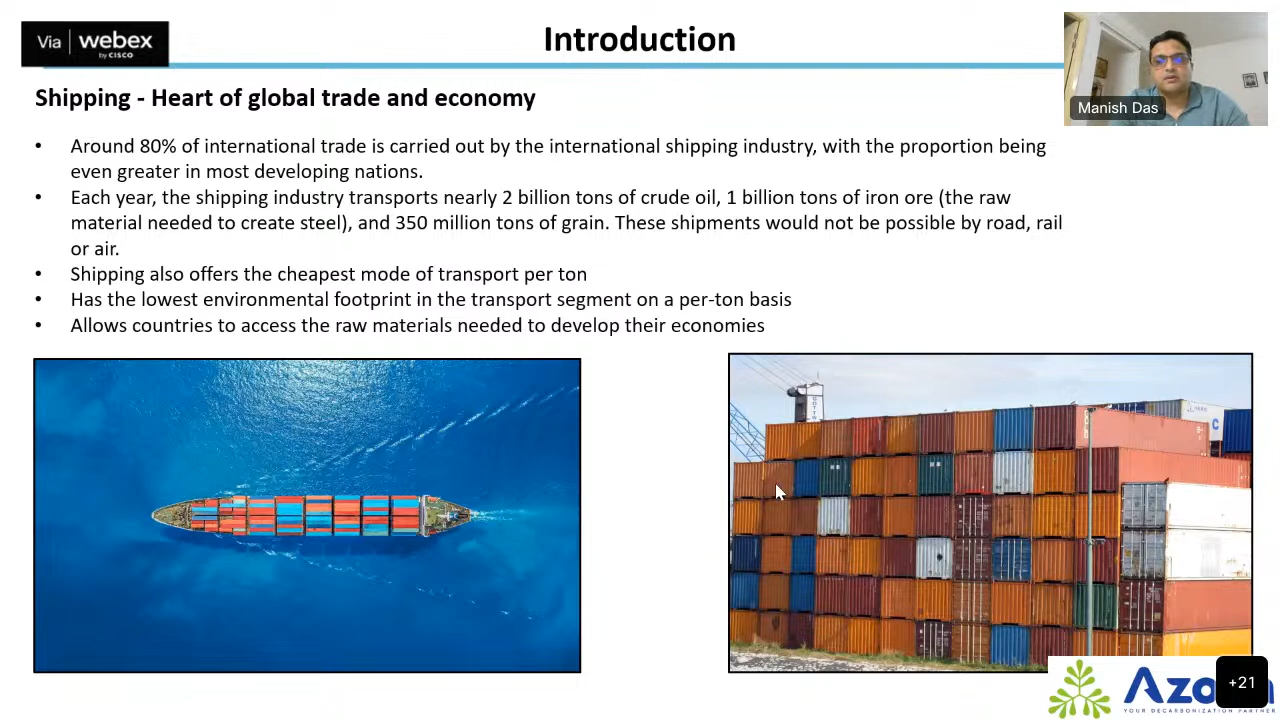 Via webex
by CISCO
Introduction
Manish Das
Shipping - Heart of global trade and economy
• Around 80% of international trade is carried out by the international shipping industry, with the proportion being
even greater in most developing nations.
• Each year, the shipping industry transports nearly 2 billion tons of crude oil, 1 billion tons of iron ore (the raw
material needed to create steel), and 350 million tons of grain. These shipments would not be possible by road, rail
or air.
• Shipping also offers the cheapest mode of transport per ton
• Has the lowest environmental footprint in the transport segment on a per-ton basis
• Allows countries to access the raw materials needed to develop their economies
+21
YOUR DECARBONIZATION PARTNER